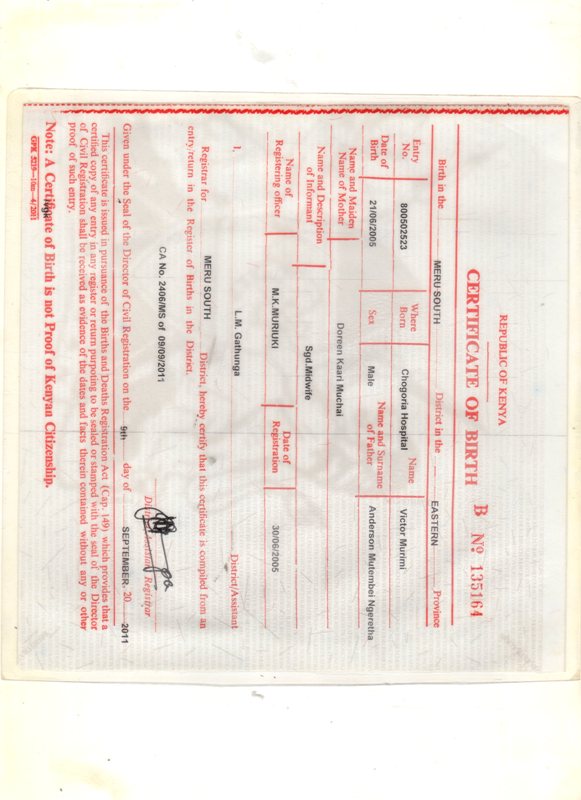 REPUBLIC OF KENYA
CERTIFICATE OF BIRTH B Nº 135164
Birth in the MERU SOUTH District in the EASTERN Province
Entry No. 800502523 Where Born Chogoria Hospital Name Victor Murimi
Date of Birth 21/06/2005 Sex Male Name and Surname of Father Anderson Mutembei Ngeretha
Name and Maiden Name of Mother Doreen Kaari Muchai
Name and Description of Informant Sgd.Midwife
Name of Registering officer M.K.MURIUKI Date of Registration 30/06/2005
I, L.M. Gathunga District/Assistant
Registrar for MERU SOUTH District, hereby certify that this certificate is compiled from an
entry/return in the Register of Births in the District.
CA No. 2406/MS of 09/09/2011
District/Assistant Registrar
Given under the Seal of the Director of Civil Registration on the 9th day of SEPTEMBER 20 2011
This certificate is issued in pursuance of the Births and Deaths Registration Act (Cap. 149) which provides that a
certified copy of any entry in any register or return purpoting to be sealed or stamped with the seal of the Director
of Civil Registration shall be received as evidence of the dates and facts therein contained without any or other
proof of such entry.
Note: A Certificate of Birth is not Proof of Kenyan Citizenship.
GPK 5219—10m—4/2011